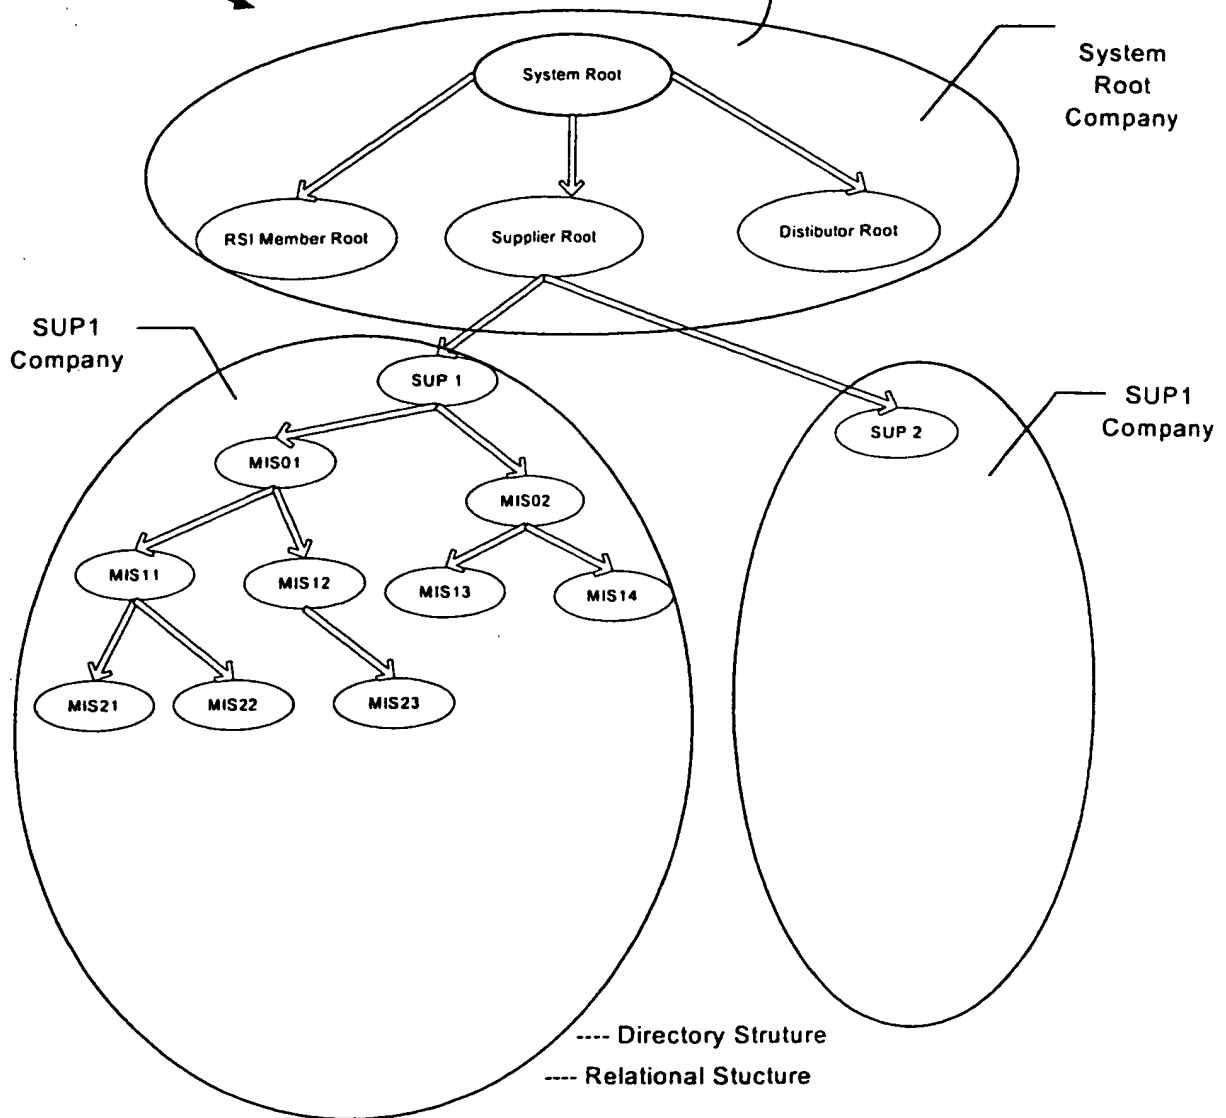 System
Root
Company
System Root
RSI Member Root
Supplier Root
Distibutor Root
SUP1
Company
SUP 1
SUP1
Company
SUP 2
MIS01
MIS02
MIS11
MIS12
MIS13
MIS14
MIS21
MIS22
MIS23
---- Directory Struture
---- Relational Stucture